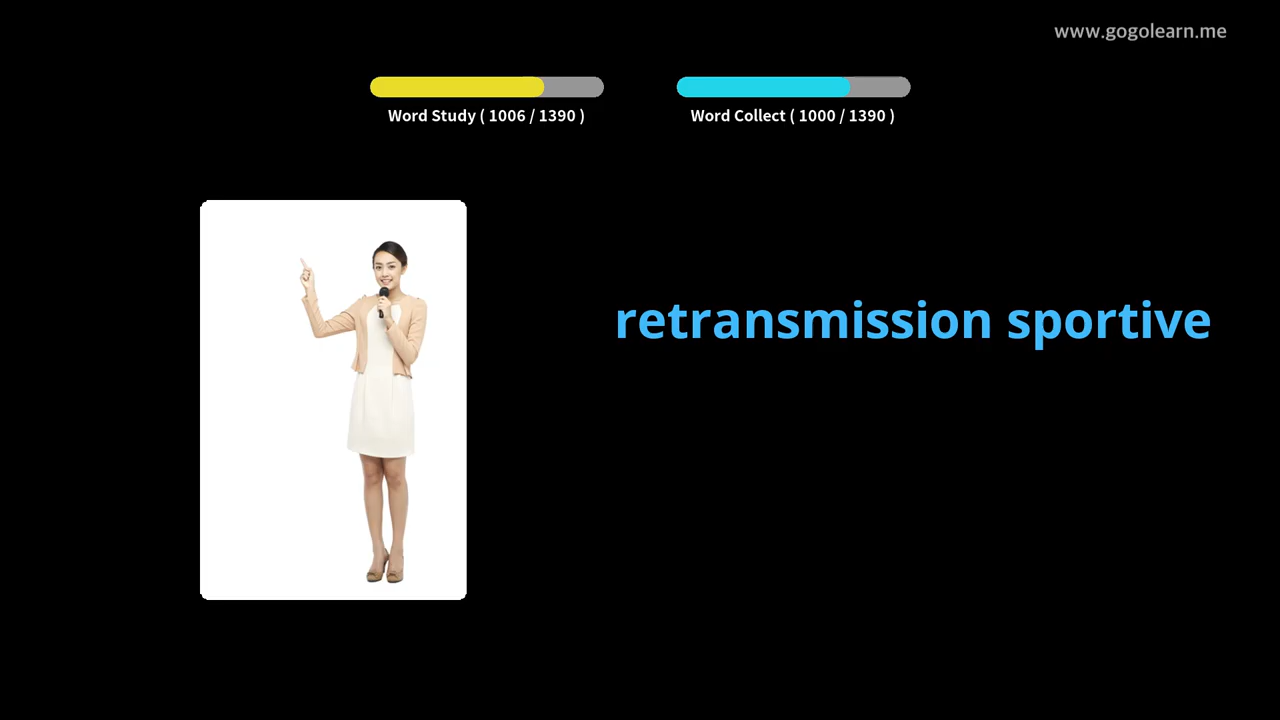 www.gogolearn.me
Word Study ( 1006 / 1390 )
Word Collect ( 1000 / 1390 )
retransmission sportive